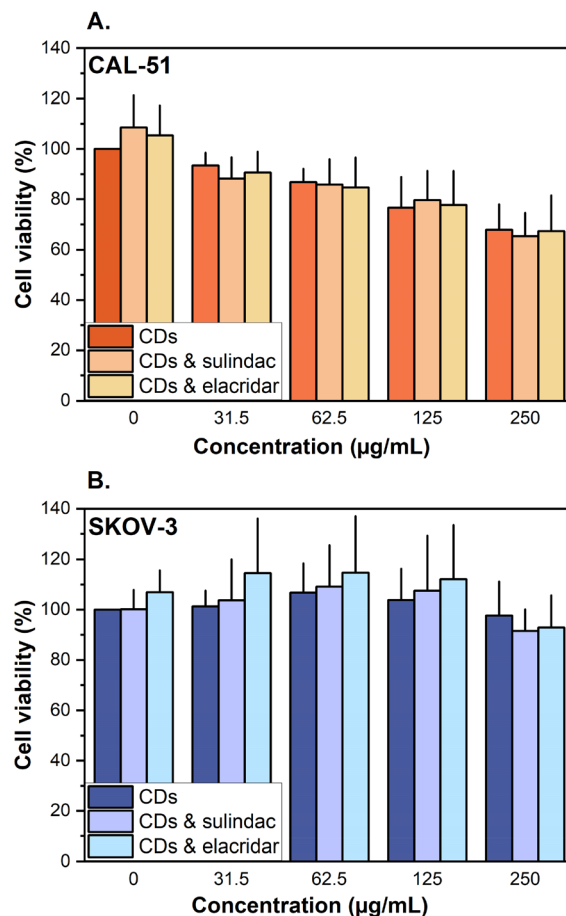 A.
CAL-51
140
120
100
80
60
40
20
0
Cell viability (%)
CDs
CDs & sulindac
CDs & elacridar
0 31.5 62.5 125 250
Concentration (µg/mL)
B.
SKOV-3
140
120
100
80
60
40
20
0
Cell viability (%)
CDs
CDs & sulindac
CDs & elacridar
0 31.5 62.5 125 250
Concentration (µg/mL)